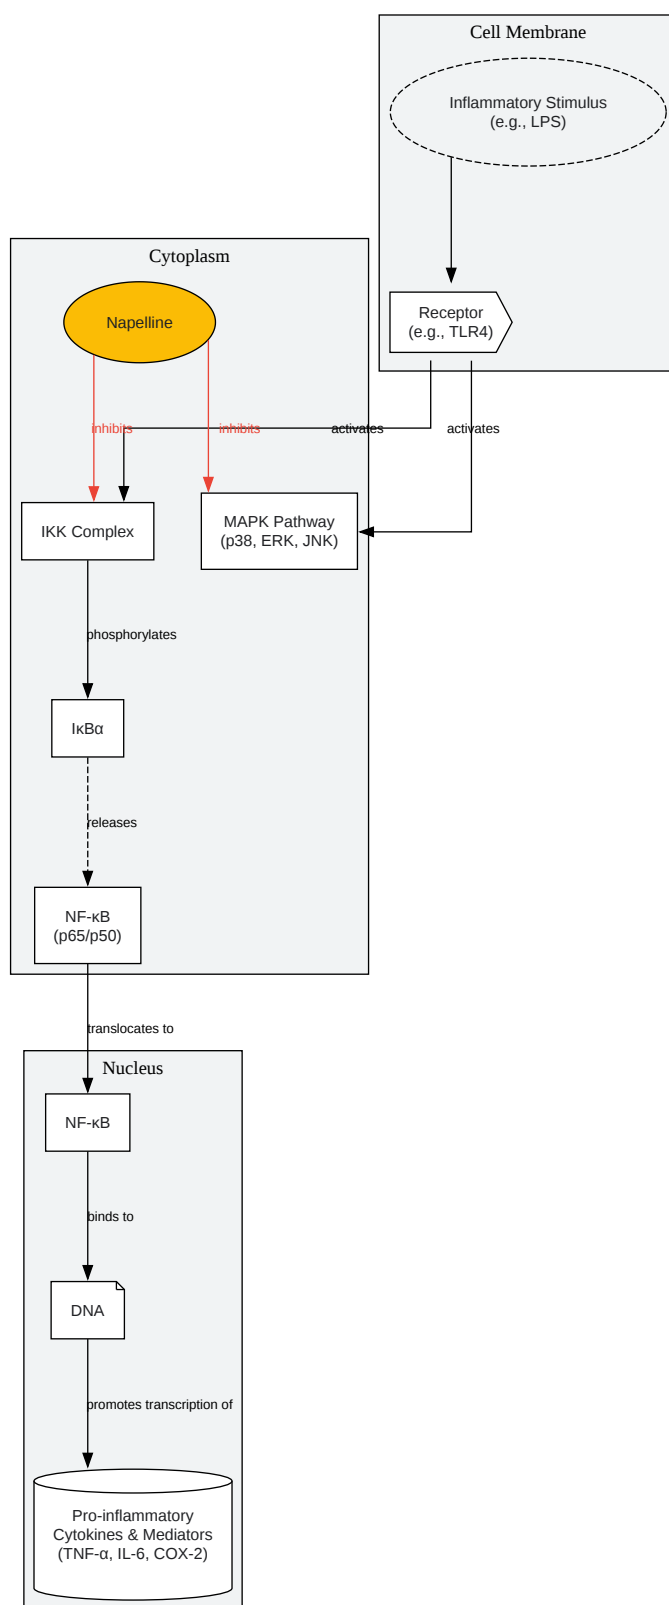 Cell Membrane
Inflammatory Stimulus
(e.g., LPS)
Receptor
(e.g., TLR4)
Cytoplasm
Napelline
inhibits
inhibits
activates
activates
IKK Complex
MAPK Pathway
(p38, ERK, JNK)
phosphorylates
IκBα
releases
NF-κB
(p65/p50)
translocates to
Nucleus
NF-κB
binds to
DNA
promotes transcription of
Pro-inflammatory
Cytokines & Mediators
(TNF-α, IL-6, COX-2)